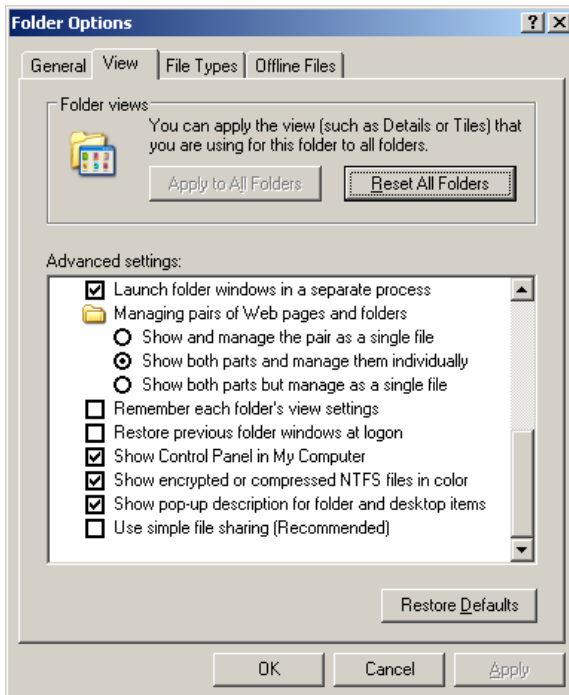 Folder Options
General View File Types Offline Files
Folder views
You can apply the view (such as Details or Tiles) that
you are using for this folder to all folders.
Apply to All Folders Reset All Folders
Advanced settings:
Launch folder windows in a separate process
Managing pairs of Web pages and folders
Show and manage the pair as a single file
Show both parts and manage them individually
Show both parts but manage as a single file
Remember each folder's view settings
Restore previous folder windows at logon
Show Control Panel in My Computer
Show encrypted or compressed NTFS files in color
Show pop-up description for folder and desktop items
Use simple file sharing (Recommended)
Restore Defaults
OK Cancel Apply